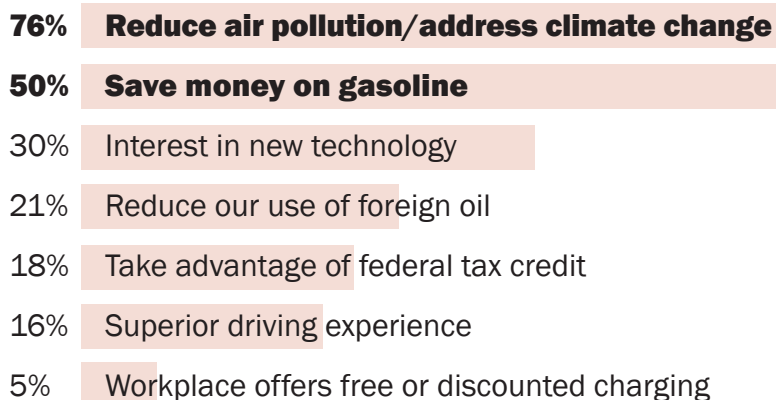 76% Reduce air pollution/address climate change
50% Save money on gasoline
30% Interest in new technology
21% Reduce our use of foreign oil
18% Take advantage of federal tax credit
16% Superior driving experience
5% Workplace offers free or discounted charging